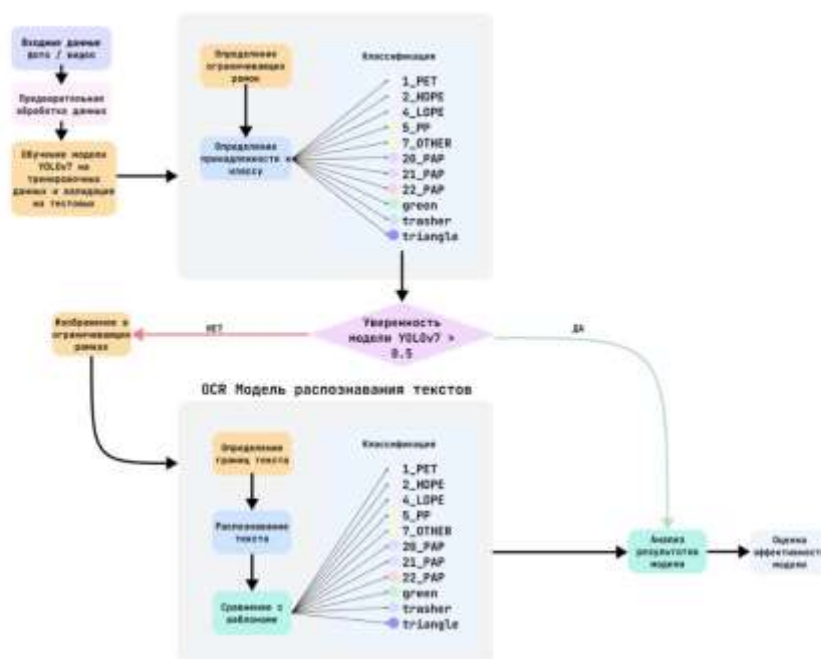 Входные данные
фото / видео
Предварительная
обработка данных
Обучение модели
YOLOv7 на
тренировочных
данных и валидация
на тестовых
Определение
ограничивающих
рамок
Определение
принадлежности к
классу
Классификация
1_PET
2_HDPE
4_LDPE
5_PP
7_OTHER
20_PAP
21_PAP
22_PAP
green
trasher
triangle
Уверенность
модели YOLOv7 >
0.5
НЕТ
ДА
Изображение в
ограничивающих
рамках
OCR Модель распознавания текстов
Определение
границ текста
Распознавание
текста
Сравнение с
шаблонами
Классификация
1_PET
2_HDPE
4_LDPE
5_PP
7_OTHER
20_PAP
21_PAP
22_PAP
green
trasher
triangle
Анализ
результатов
модели
Оценка
эффективности
модели